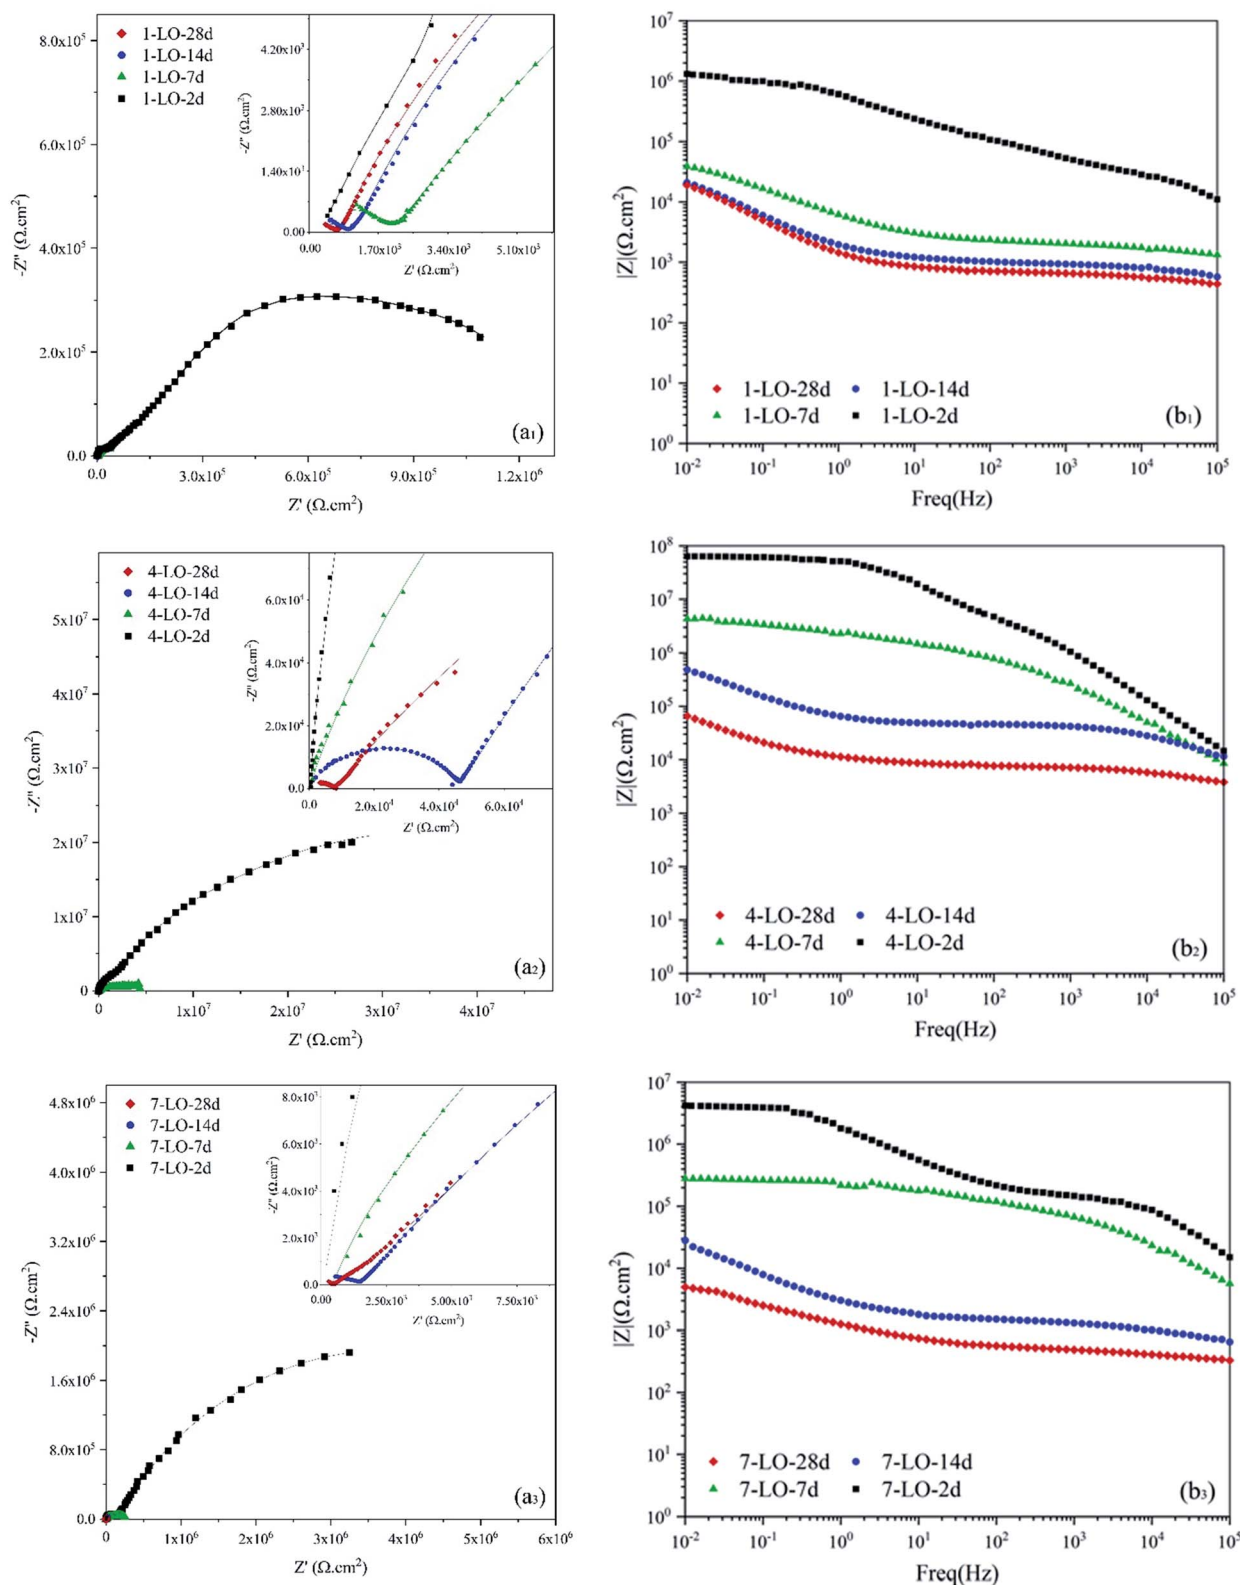 1-LO-28d
1-LO-14d
1-LO-7d
1-LO-2d
8.0x10⁵
6.0x10⁵
4.0x10⁵
2.0x10⁵
0.0
-Z" (Ω.cm²)
0.0
3.0x10⁵
6.0x10⁵
9.0x10⁵
1.2x10⁶
Z' (Ω.cm²)
4.20x10³
2.80x10³
0.00
-Z" (Ω.cm²)
0.00
1.70x10³
3.40x10³
5.10x10³
Z' (Ω.cm²)
(a₁)
|Z|(Ω.cm²)
10⁷
10⁶
10⁵
10⁴
10³
10²
10¹
10⁰
1-LO-28d 1-LO-14d
1-LO-7d 1-LO-2d
(b₁)
10⁻² 10⁻¹ 10⁰ 10¹ 10² 10³ 10⁴ 10⁵
Freq(Hz)
4-LO-28d
4-LO-14d
4-LO-7d
4-LO-2d
5x10⁷
4x10⁷
3x10⁷
2x10⁷
1x10⁷
0
-Z" (Ω.cm²)
0
1x10⁷
2x10⁷
3x10⁷
4x10⁷
Z' (Ω.cm²)
6.0x10⁴
4.0x10⁴
2.0x10⁴
0.0
-Z" (Ω.cm²)
0.0
2.0x10⁴
4.0x10⁴
6.0x10⁴
Z' (Ω.cm²)
(a₂)
|Z|(Ω.cm²)
10⁸
10⁷
10⁶
10⁵
10⁴
10³
10²
10¹
10⁰
4-LO-28d 4-LO-14d
4-LO-7d 4-LO-2d
(b₂)
10⁻² 10⁻¹ 10⁰ 10¹ 10² 10³ 10⁴ 10⁵
Freq(Hz)
7-LO-28d
7-LO-14d
7-LO-7d
7-LO-2d
4.8x10⁶
4.0x10⁶
3.2x10⁶
2.4x10⁶
1.6x10⁶
8.0x10⁵
0.0
-Z" (Ω.cm²)
0
1x10⁶
2x10⁶
3x10⁶
4x10⁶
5x10⁶
6x10⁶
Z' (Ω.cm²)
8.0x10³
6.0x10³
0.0
-Z" (Ω.cm²)
0.00
2.50x10³
5.00x10³
7.50x10³
Z' (Ω.cm²)
(a₃)
|Z|(Ω.cm²)
10⁷
10⁶
10⁵
10⁴
10³
10²
10¹
10⁰
7-LO-28d 7-LO-14d
7-LO-7d 7-LO-2d
(b₃)
10⁻² 10⁻¹ 10⁰ 10¹ 10² 10³ 10⁴ 10⁵
Freq(Hz)